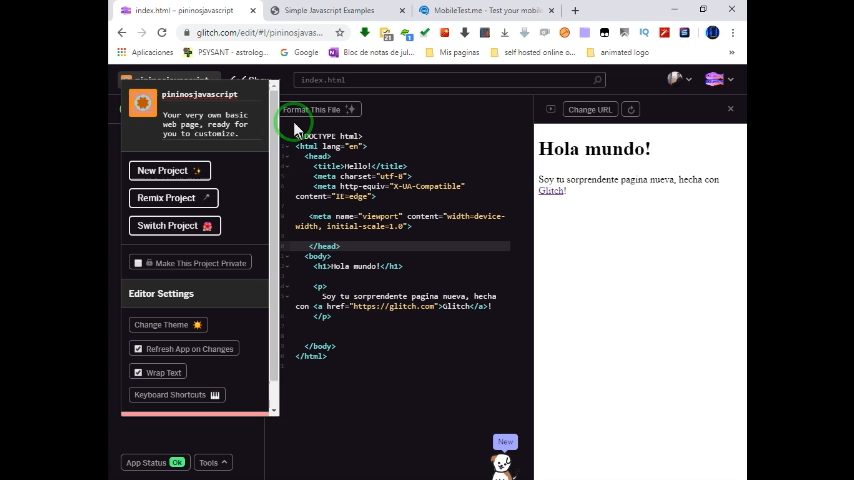 index.html – pininosjavascript
Simple Javascript Examples
MobileTest.me - Test your mobile
glitch.com/edit/#!/pininosjavasc...
Aplicaciones
PSYANT - astrolog...
Google
Bloc de notas de jul...
Mis paginas
self hosted online o...
animated logo
»
pininosjavascript
Show
index.html
pininosjavascript
Your very own basic
web page, ready for
you to customize.
New Project
Remix Project
Switch Project
Make This Project Private
Editor Settings
Change Theme
Refresh App on Changes
Wrap Text
Keyboard Shortcuts
App Status Ok
Tools
Format This File
<!DOCTYPE html>
<html lang="en">
<head>
<title>Hello!</title>
<meta charset="utf-8">
<meta http-equiv="X-UA-Compatible"
content="IE=edge">
<meta name="viewport" content="width=device-
width, initial-scale=1.0">
</head>
<body>
<h1>Hola mundo!</h1>
<p>
Soy tu sorprendente pagina nueva, hecha
con <a href="https://glitch.com">Glitch</a>!
</p>
</body>
</html>
New
Change URL
Hola mundo!
Soy tu sorprendente pagina nueva, hecha con
Glitch!